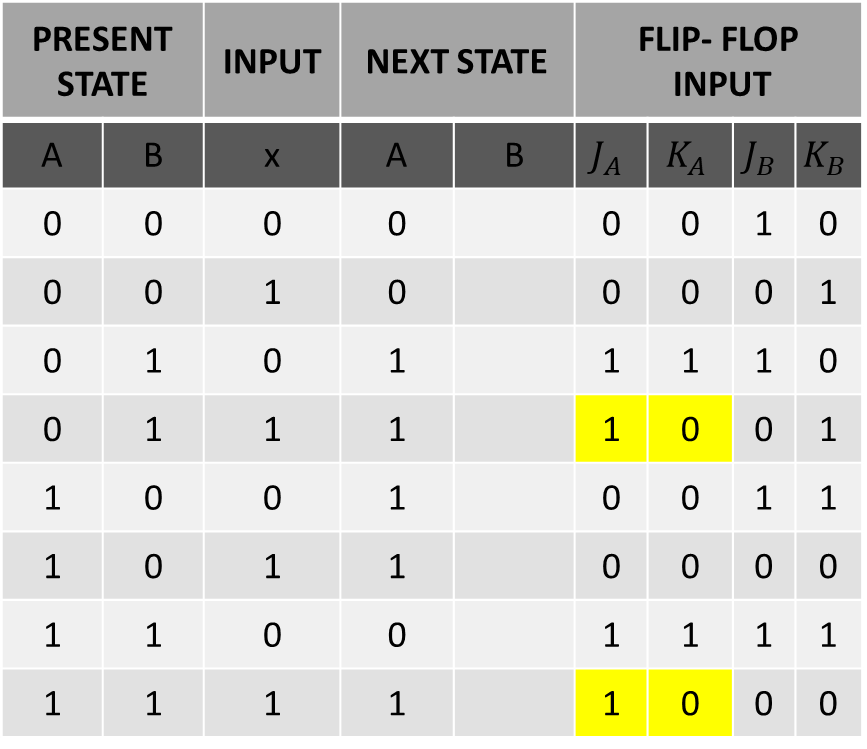 PRESENT STATE INPUT NEXT STATE FLIP- FLOP INPUT
A B x A B J_A K_A J_B K_B
0 0 0 0 0 0 1 0
0 0 1 0 0 0 0 1
0 1 0 1 1 1 1 0
0 1 1 1 1 0 0 1
1 0 0 1 0 0 1 1
1 0 1 1 0 0 0 0
1 1 0 0 1 1 1 1
1 1 1 1 1 0 0 0